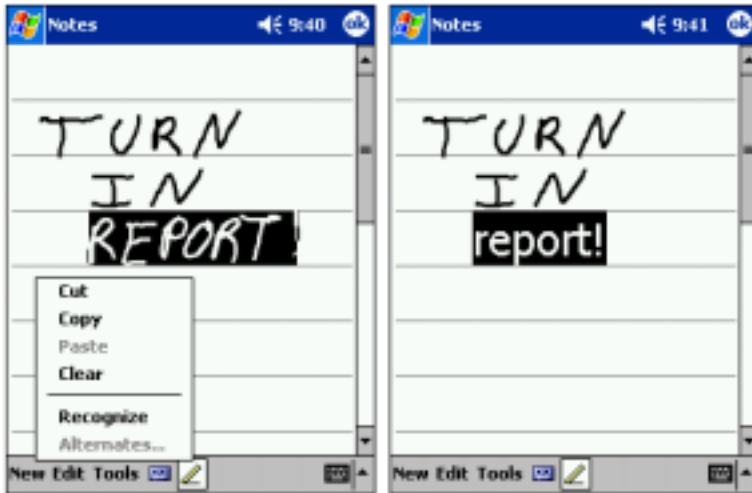 Notes 9:40 ok
TURN
IN
REPORT!
Cut
Copy
Paste
Clear
Recognize
Alternates...
New Edit Tools
Notes 9:41 ok
TURN
IN
report!
New Edit Tools